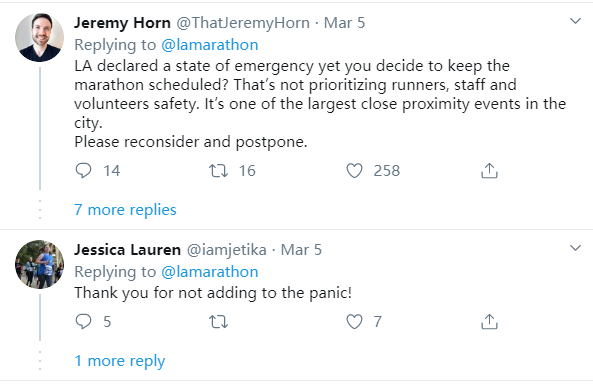 Jeremy Horn @ThatJeremyHorn · Mar 5
Replying to @lamarathon
LA declared a state of emergency yet you decide to keep the
marathon scheduled? That’s not prioritizing runners, staff and
volunteers safety. It’s one of the largest close proximity events in the
city.
Please reconsider and postpone.
14 16 258
7 more replies
Jessica Lauren @iamjetika · Mar 5
Replying to @lamarathon
Thank you for not adding to the panic!
5 7
1 more reply